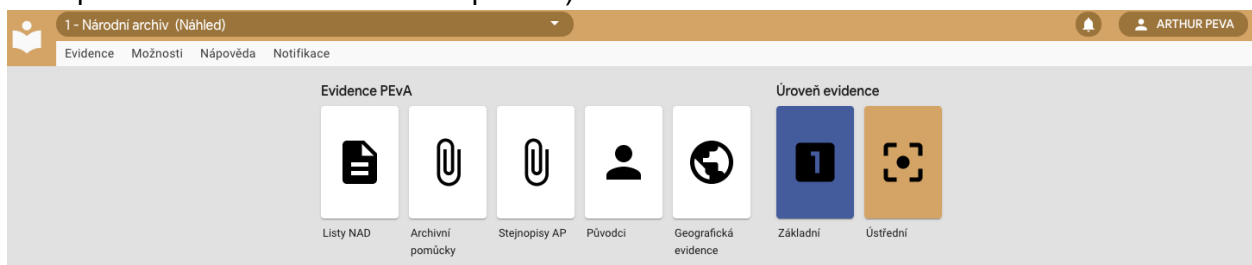 1 - Národní archiv (Náhled)
ARTHUR PEVA
Evidence Možnosti Nápověda Notifikace
Evidence PEvA
Úroveň evidence
1
Listy NAD
Archivní
pomůcky
Stejnopisy AP
Původci
Geografická
evidence
Základní
Ústřední